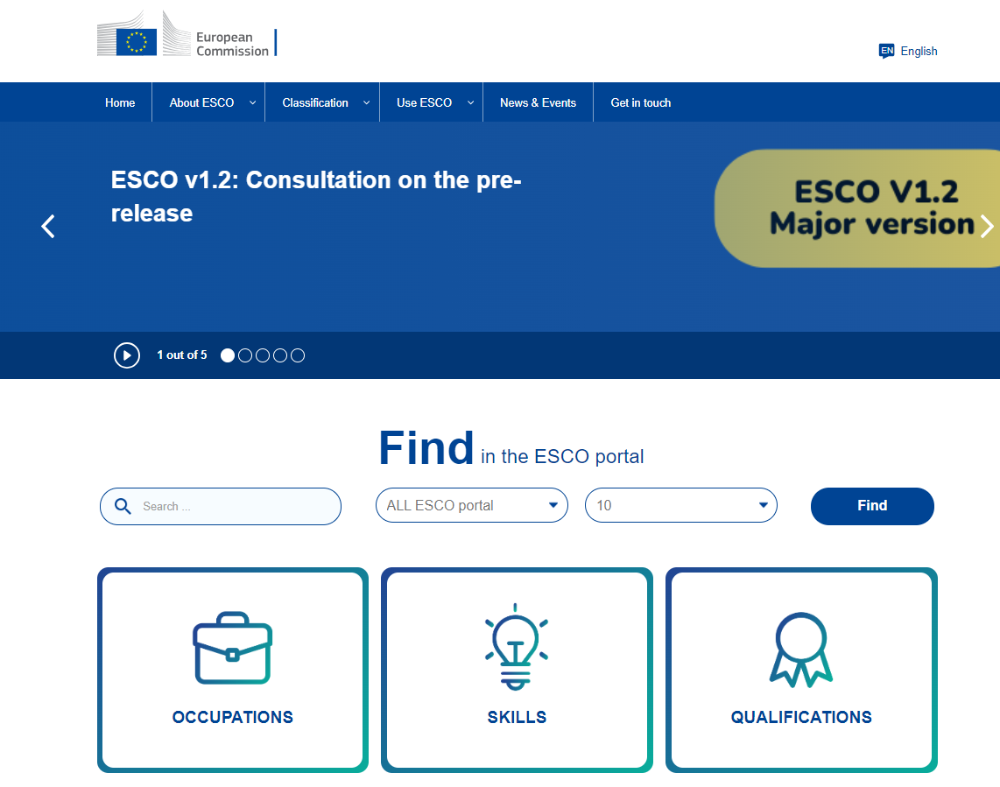 European
Commission
EN English
Home About ESCO Classification Use ESCO News & Events Get in touch
ESCO v1.2: Consultation on the pre-
release
ESCO V1.2
Major version
1 out of 5
Find in the ESCO portal
Search ... ALL ESCO portal 10 Find
OCCUPATIONS SKILLS QUALIFICATIONS